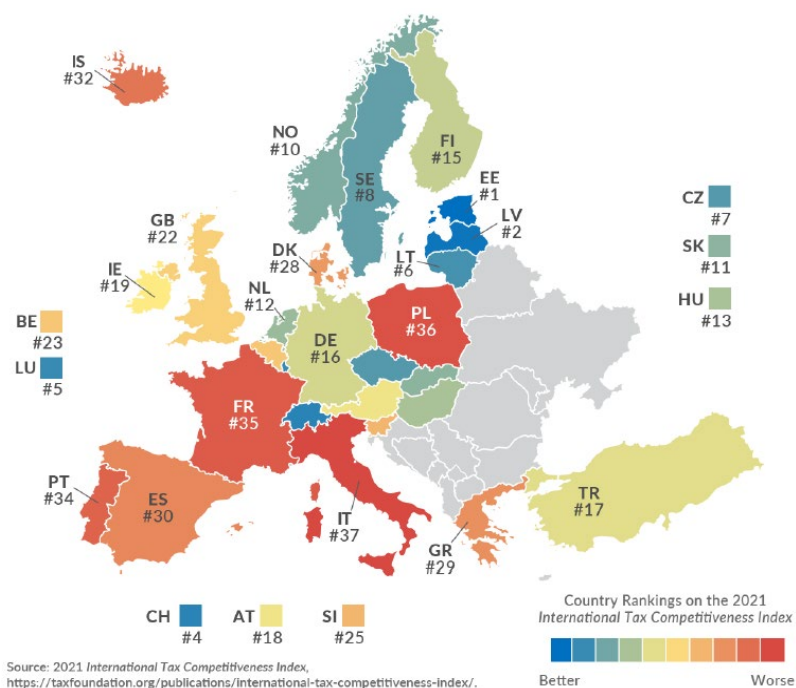 IS
#32
NO
#10
FI
#15
SE
#8
EE
#1
CZ
#7
LV
#2
GB
#22
SK
#11
DK
#28
LT
#6
IE
#19
NL
#12
HU
#13
BE
#23
PL
#36
DE
#16
LU
#5
FR
#35
PT
#34
ES
#30
TR
#17
IT
#37
GR
#29
CH
#4
AT
#18
SI
#25
Country Rankings on the 2021
International Tax Competitiveness Index
Better Worse
Source: 2021 International Tax Competitiveness Index,
https://taxfoundation.org/publications/international-tax-competitiveness-index/.